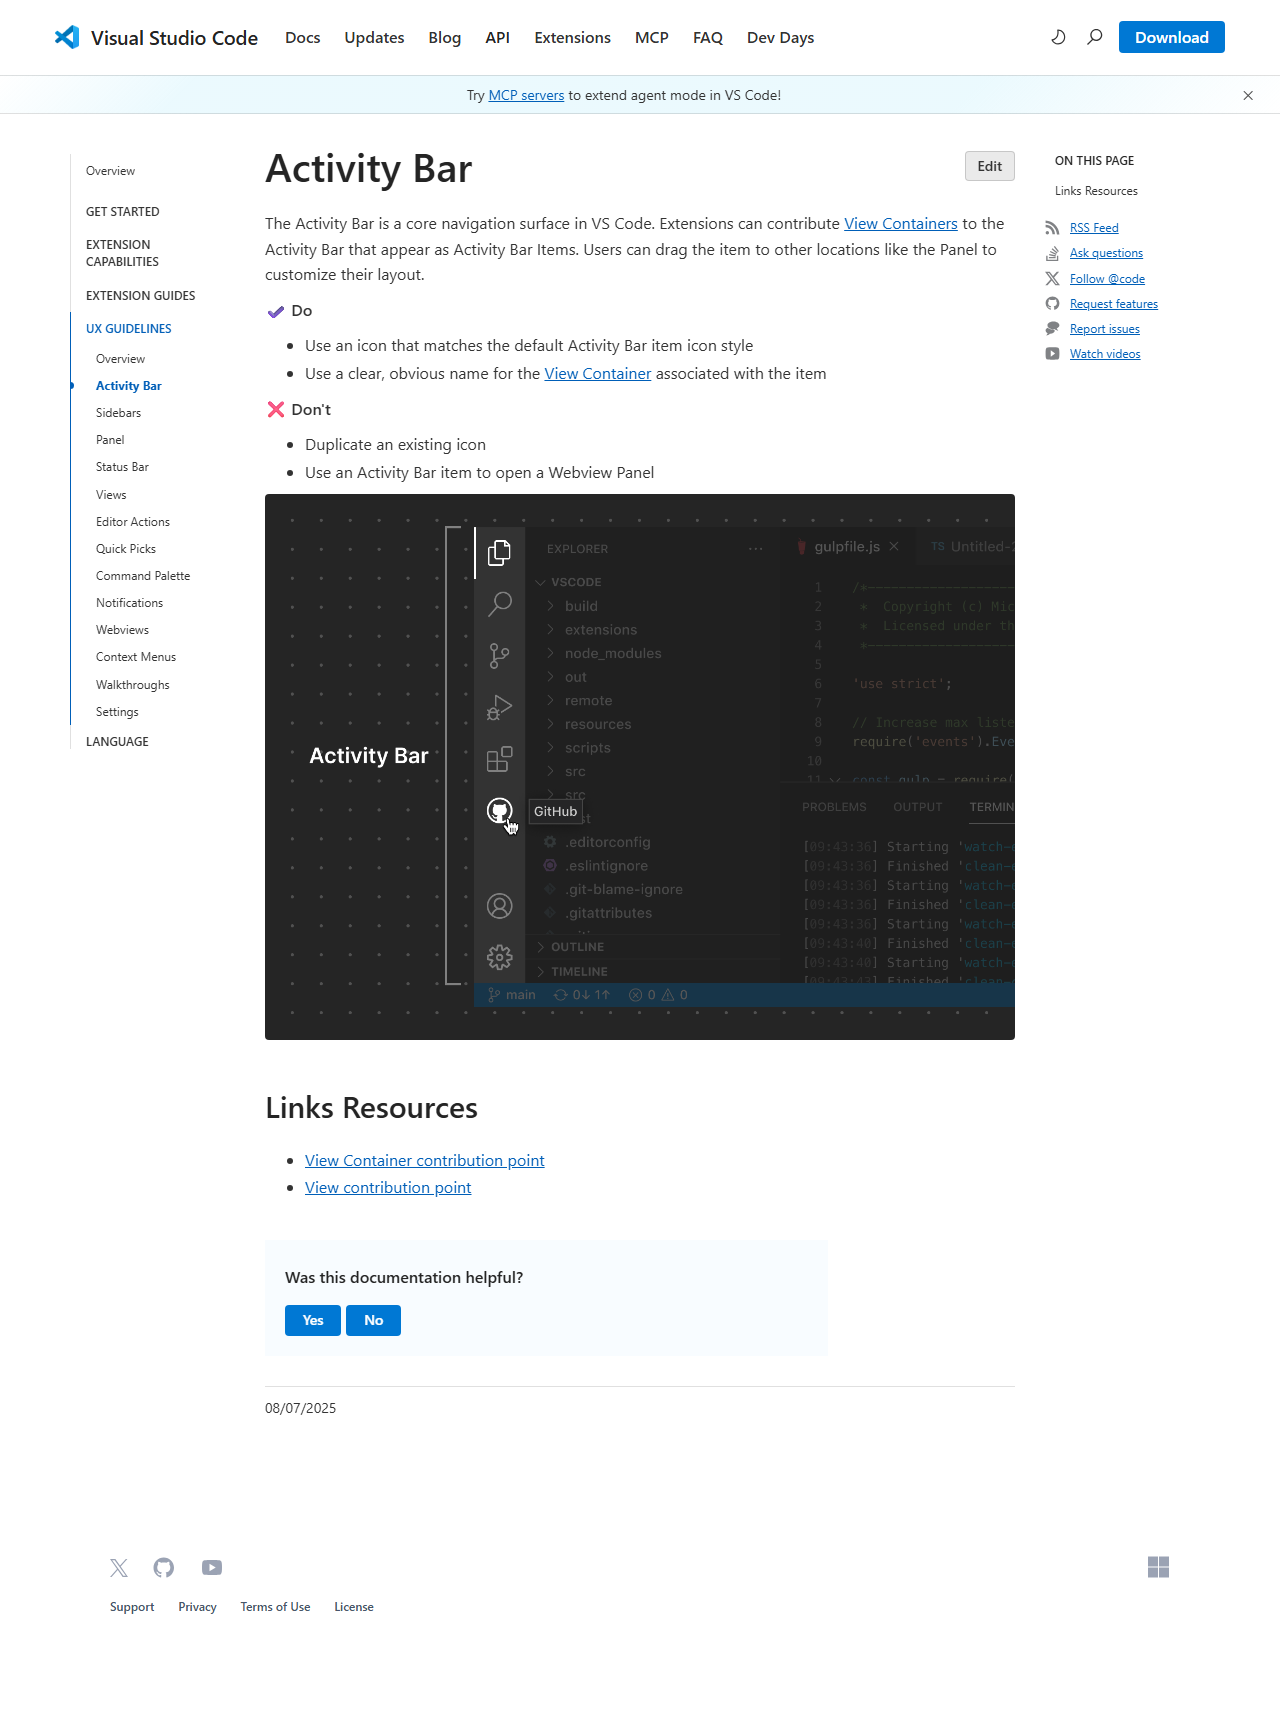 Visual Studio Code Docs Updates Blog API Extensions MCP FAQ Dev Days Download
Try MCP servers to extend agent mode in VS Code!
Overview
GET STARTED
EXTENSION
CAPABILITIES
EXTENSION GUIDES
UX GUIDELINES
Overview
Activity Bar
Sidebars
Panel
Status Bar
Views
Editor Actions
Quick Picks
Command Palette
Notifications
Webviews
Context Menus
Walkthroughs
Settings
LANGUAGE
Activity Bar
Edit
The Activity Bar is a core navigation surface in VS Code. Extensions can contribute View Containers to the
Activity Bar that appear as Activity Bar Items. Users can drag the item to other locations like the Panel to
customize their layout.
Do
Use an icon that matches the default Activity Bar item icon style
Use a clear, obvious name for the View Container associated with the item
Don't
Duplicate an existing icon
Use an Activity Bar item to open a Webview Panel
Activity Bar
EXPLORER
VSCODE
build
extensions
node_modules
out
remote
resources
scripts
src
src
GitHub
.editorconfig
.eslintignore
.git-blame-ignore
.gitattributes
OUTLINE
TIMELINE
main 0↓ 1↑ 0 0
gulpfile.js TS Untitled-
1 /*--------------------
2 * Copyright (c) Mic
3 * Licensed under th
4 *--------------------
5
6 'use strict';
7
8 // Increase max liste
9 require('events').Eve
10
11 const gulp = require(
PROBLEMS OUTPUT TERMIN
[09:43:36] Starting 'watch-
[09:43:36] Finished 'clean-
[09:43:36] Starting 'watch-
[09:43:36] Finished 'clean-
[09:43:36] Starting 'watch-
[09:43:40] Finished 'clean-
[09:43:40] Starting 'watch-
[09:43:43] Finished 'clean-
Links Resources
View Container contribution point
View contribution point
Was this documentation helpful?
Yes No
08/07/2025
ON THIS PAGE
Links Resources
RSS Feed
Ask questions
Follow @code
Request features
Report issues
Watch videos
Support Privacy Terms of Use License